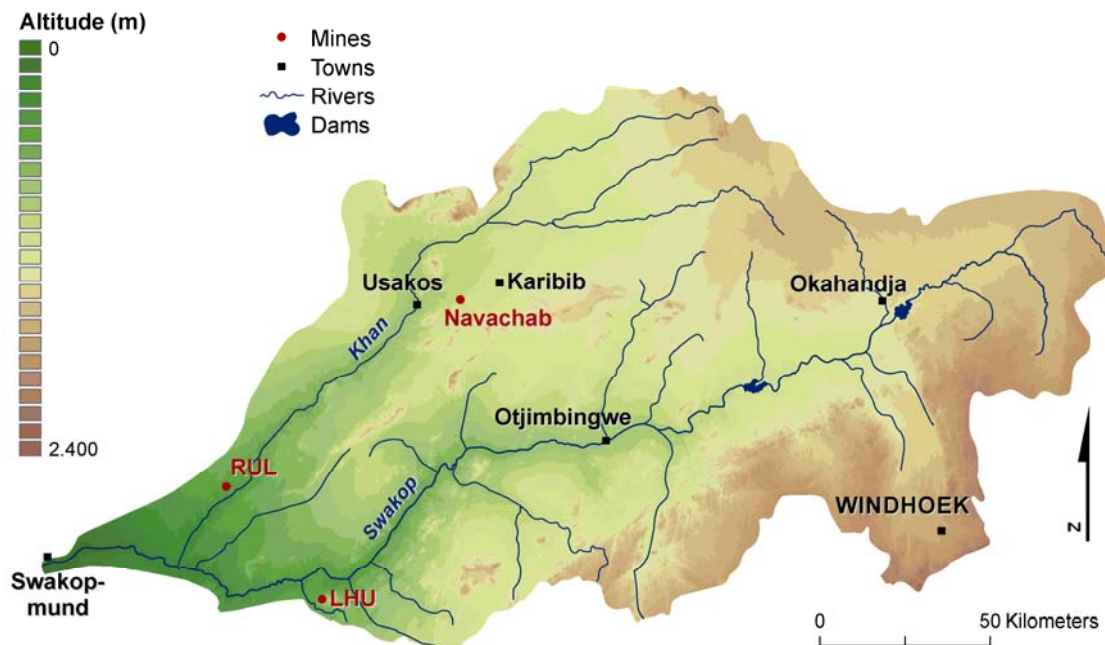 Altitude (m)
0
2.400
Mines
Towns
Rivers
Dams
Usakos
Karibib
Navachab
Okahandja
Khan
Otjimbingwe
RUL
Swakop
WINDHOEK
Swakop-
mund
LHU
N
0 50 Kilometers